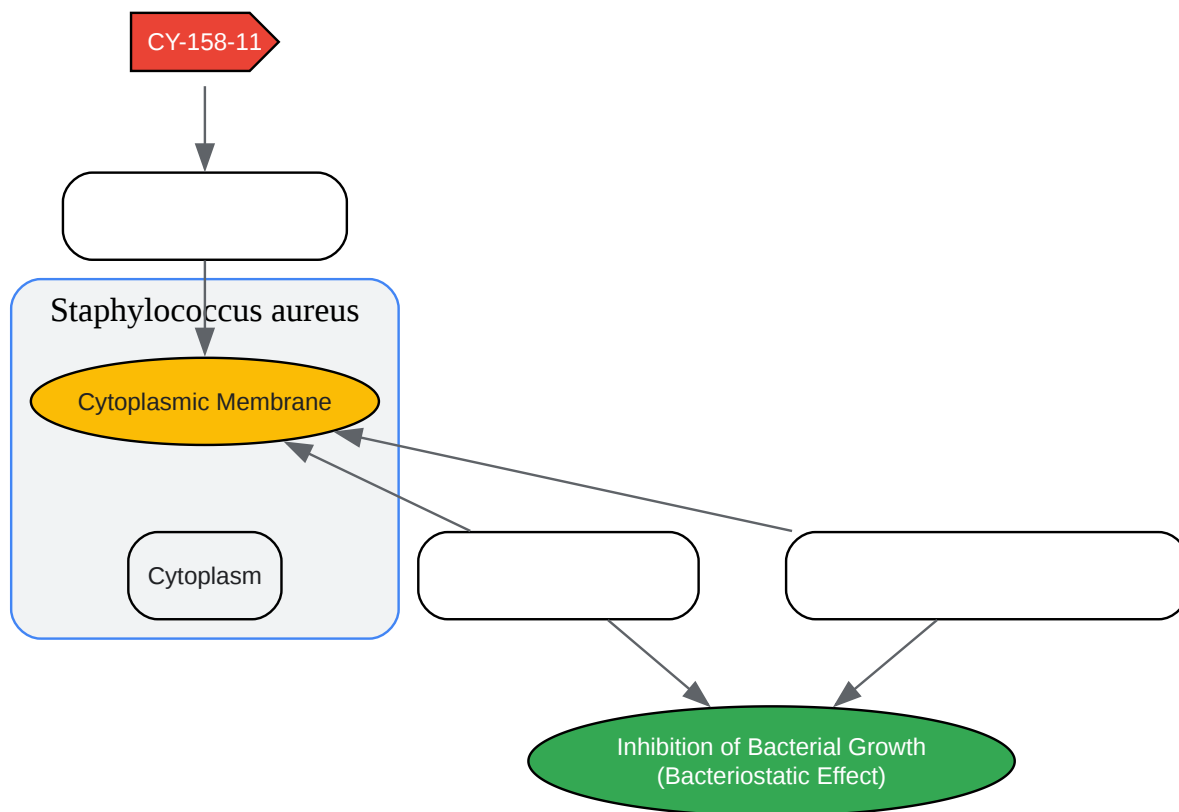 CY-158-11
Staphylococcus aureus
Cytoplasmic Membrane
Cytoplasm
Inhibition of Bacterial Growth
(Bacteriostatic Effect)